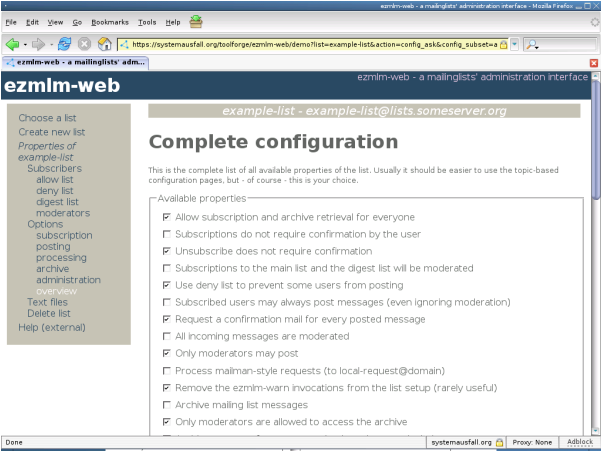 ezmlm-web - a mailinglists' administration interface - Mozilla Firefox
File Edit View Go Bookmarks Tools Help
https://systemausfall.org/toolforge/ezmlm-web/demo?list=example-list&action=config_ask&config_subset=a
ezmlm-web - a mailinglists' adm...
ezmlm-web - a mailinglists' administration interface
ezmlm-web
Choose a list
Create new list
Properties of
example-list
Subscribers
allow list
deny list
digest list
moderators
Options
subscription
posting
processing
archive
administration
overview
Text files
Delete list
Help (external)
example-list - example-list@lists.someserver.org
Complete configuration
This is the complete list of all available properties of the list. Usually it should be easier to use the topic-based
configuration pages, but - of course - this is your choice.
Available properties
Allow subscription and archive retrieval for everyone
Subscriptions do not require confirmation by the user
Unsubscribe does not require confirmation
Subscriptions to the main list and the digest list will be moderated
Use deny list to prevent some users from posting
Subscribed users may always post messages (even ignoring moderation)
Request a confirmation mail for every posted message
All incoming messages are moderated
Only moderators may post
Process mailman-style requests (to local-request@domain)
Remove the ezmlm-warn invocations from the list setup (rarely useful)
Archive mailing list messages
Only moderators are allowed to access the archive
Done
systemausfall.org
Proxy: None
Adblock